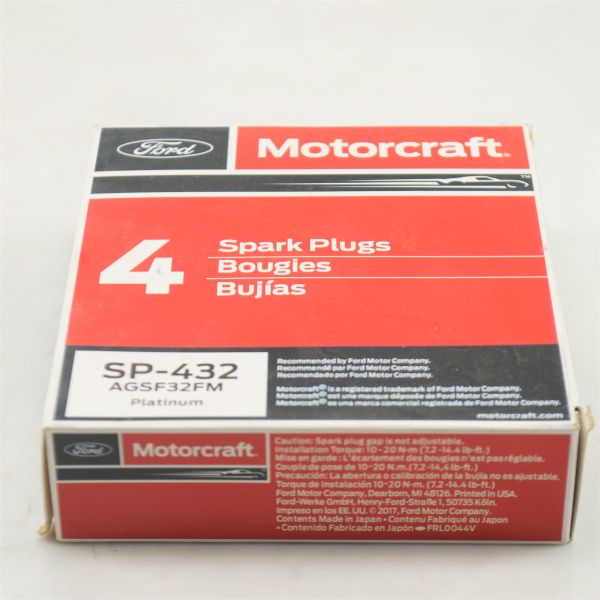 Ford
Motorcraft®
TM
4
Spark Plugs
Bougies
Bujías
SP-432
AGSF32FM
Platinum
Recommended by Ford Motor Company.
Recommendé par Ford Motor Company.
Recomendado por Ford Motor Company.
Motorcraft® is a registered trademark of Ford Motor Company.
Motorcraft® est une marque déposée de Ford Motor Company.
Motorcraft® es una marca comercial registrada de Ford Motor Company.
motorcraft.com
Ford
Motorcraft®
Caution: Spark plug gap is not adjustable.
Installation Torque: 10-20 N-m (7,2-14,4 lb-ft.)
Mise en garde : L'écartement des bougies n'est pas réglable.
Couple de pose de 10-20 N.m.(7,2-14,4 lb-ft.)
Precaución: La abertura o calibración de la bujía no es ajustable.
Torque de Instalación 10-20 N-m (7,2-14,4 lb-ft.)
Ford Motor Company, Dearborn, MI 48126. Printed in USA.
Ford-Werke GmbH, Henry-Ford-Straße 1, 50735 Köln.
Impreso en los EE. UU. © 2017, Ford Motor Company.
Contents Made in Japan • Contenu Fabriqué au Japon
• Contenido Fabricado en Japón FRL0044V